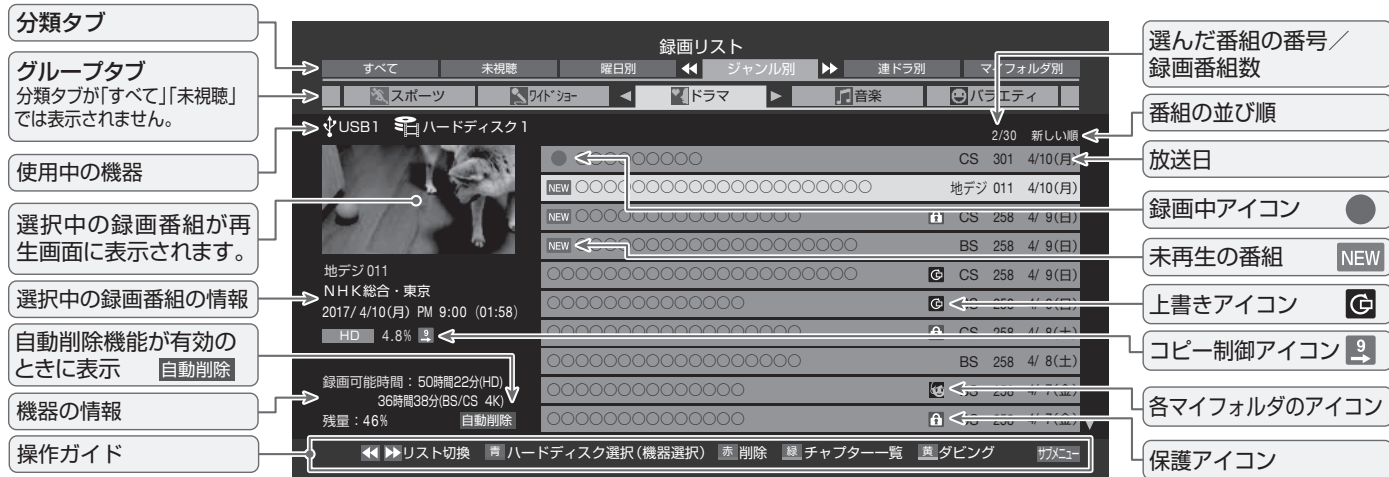 分類タブ
グループタブ
分類タブが「すべて」「未視聴」
では表示されません。
使用中の機器
選択中の録画番組が再
生画面に表示されます。
選択中の録画番組の情報
自動削除機能が有効の
ときに表示 自動削除
機器の情報
操作ガイド
録画リスト
すべて 未視聴 曜日別 ◀◀ ジャンル別 ▶▶ 連ドラ別 マイフォルダ別
スポーツ ワイドショー ◀ ドラマ ▶ 音楽 バラエティ
USB1 ハードディスク1
2/30 新しい順
○○○○○○○○ CS 301 4/10(月)
NEW ○○○○○○○○○○○○○○○○○○○○○ 地デジ 011 4/10(月)
NEW ○○○○○○○○○○○○○○○○ CS 258 4/ 9(日)
NEW ○○○○○○○○○○○○○○○○○○○○ BS 258 4/ 9(日)
○○○○○○○○○○○○○○○○○○○○ CS 258 4/ 9(日)
○○○○○○○○○○○○○○
○○○○○○○○○○○○○○○○ CS 258 4/ 8(土)
○○○○○○○○○○○○○○○○ BS 258 4/ 8(土)
○○○○○○○○○○○○○○
○○○○○○○○○○○○○○
地デジ 011
NHK総合・東京
2017/ 4/10(月) PM 9:00 (01:58)
HD 4.8% 9
録画可能時間：50時間22分(HD)
36時間38分(BS/CS 4K)
残量：46% 自動削除
◀◀ ▶▶リスト切換 青 ハードディスク選択(機器選択) 赤 削除 緑 チャプター一覧 黄 ダビング サブメニュー
選んだ番組の番号／
録画番組数
番組の並び順
放送日
録画中アイコン
未再生の番組 NEW
上書きアイコン
コピー制御アイコン 9
各マイフォルダのアイコン
保護アイコン